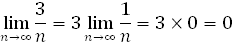 lim_{n→∞} 3/n = 3 lim_{n→∞} 1/n = 3 × 0 = 0